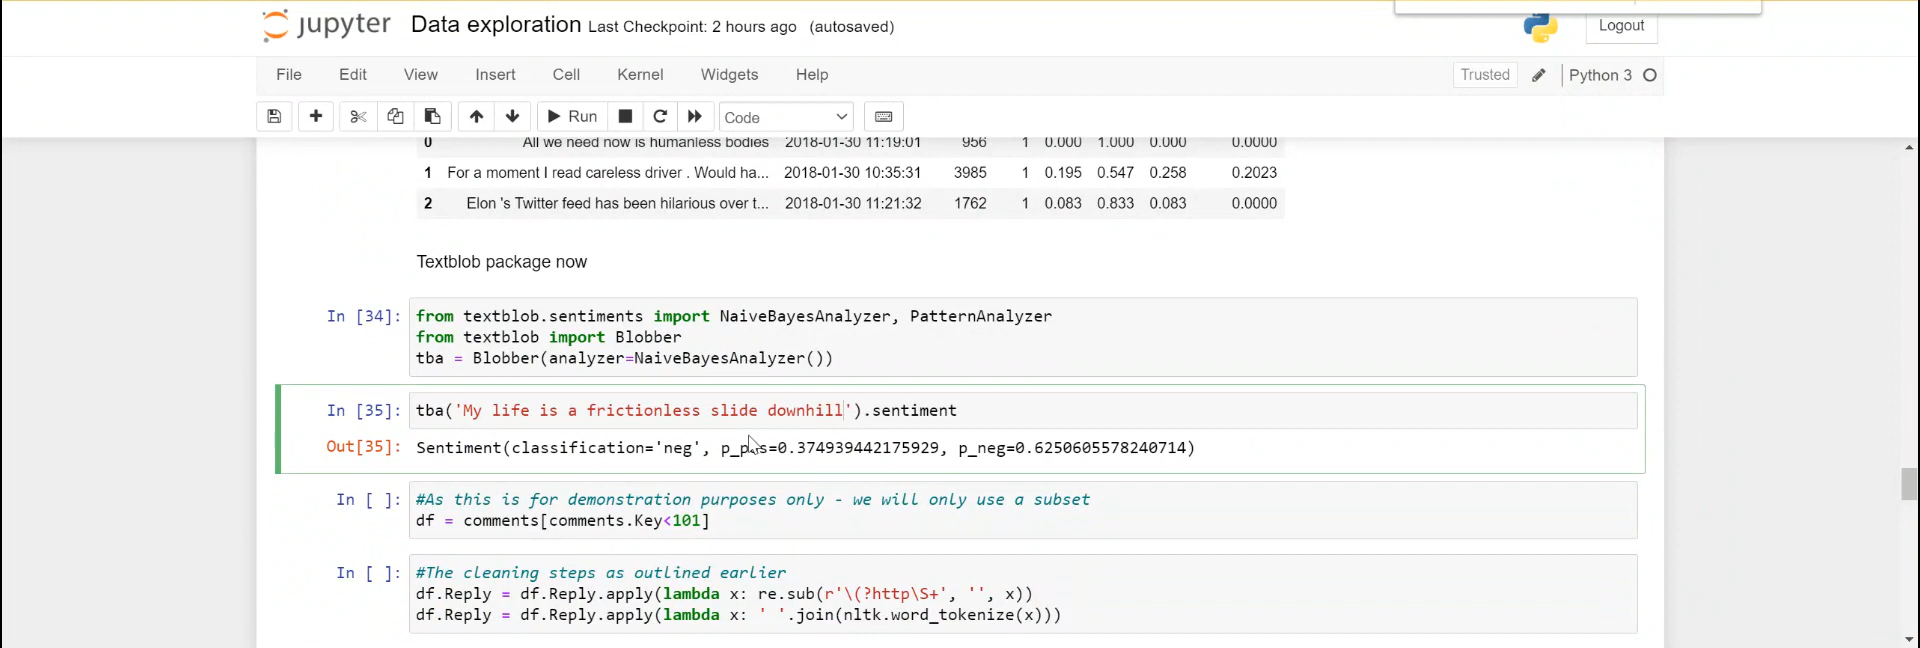 jupyter Data exploration Last Checkpoint: 2 hours ago (autosaved)
Logout
File Edit View Insert Cell Kernel Widgets Help
Trusted Python 3
Run Code
0 All we need now is humanless bodies 2018-01-30 11:19:01 956 1 0.000 1.000 0.000 0.0000
1 For a moment I read careless driver . Would ha... 2018-01-30 10:35:31 3985 1 0.195 0.547 0.258 0.2023
2 Elon 's Twitter feed has been hilarious over t... 2018-01-30 11:21:32 1762 1 0.083 0.833 0.083 0.0000
Textblob package now
In [34]: from textblob.sentiments import NaiveBayesAnalyzer, PatternAnalyzer
from textblob import Blobber
tba = Blobber(analyzer=NaiveBayesAnalyzer())
In [35]: tba('My life is a frictionless slide downhill').sentiment
Out[35]: Sentiment(classification='neg', p_pos=0.374939442175929, p_neg=0.6250605578240714)
In [ ]: #As this is for demonstration purposes only - we will only use a subset
df = comments[comments.Key<101]
In [ ]: #The cleaning steps as outlined earlier
df.Reply = df.Reply.apply(lambda x: re.sub(r'\(?http\S+', '', x))
df.Reply = df.Reply.apply(lambda x: ' '.join(nltk.word_tokenize(x)))